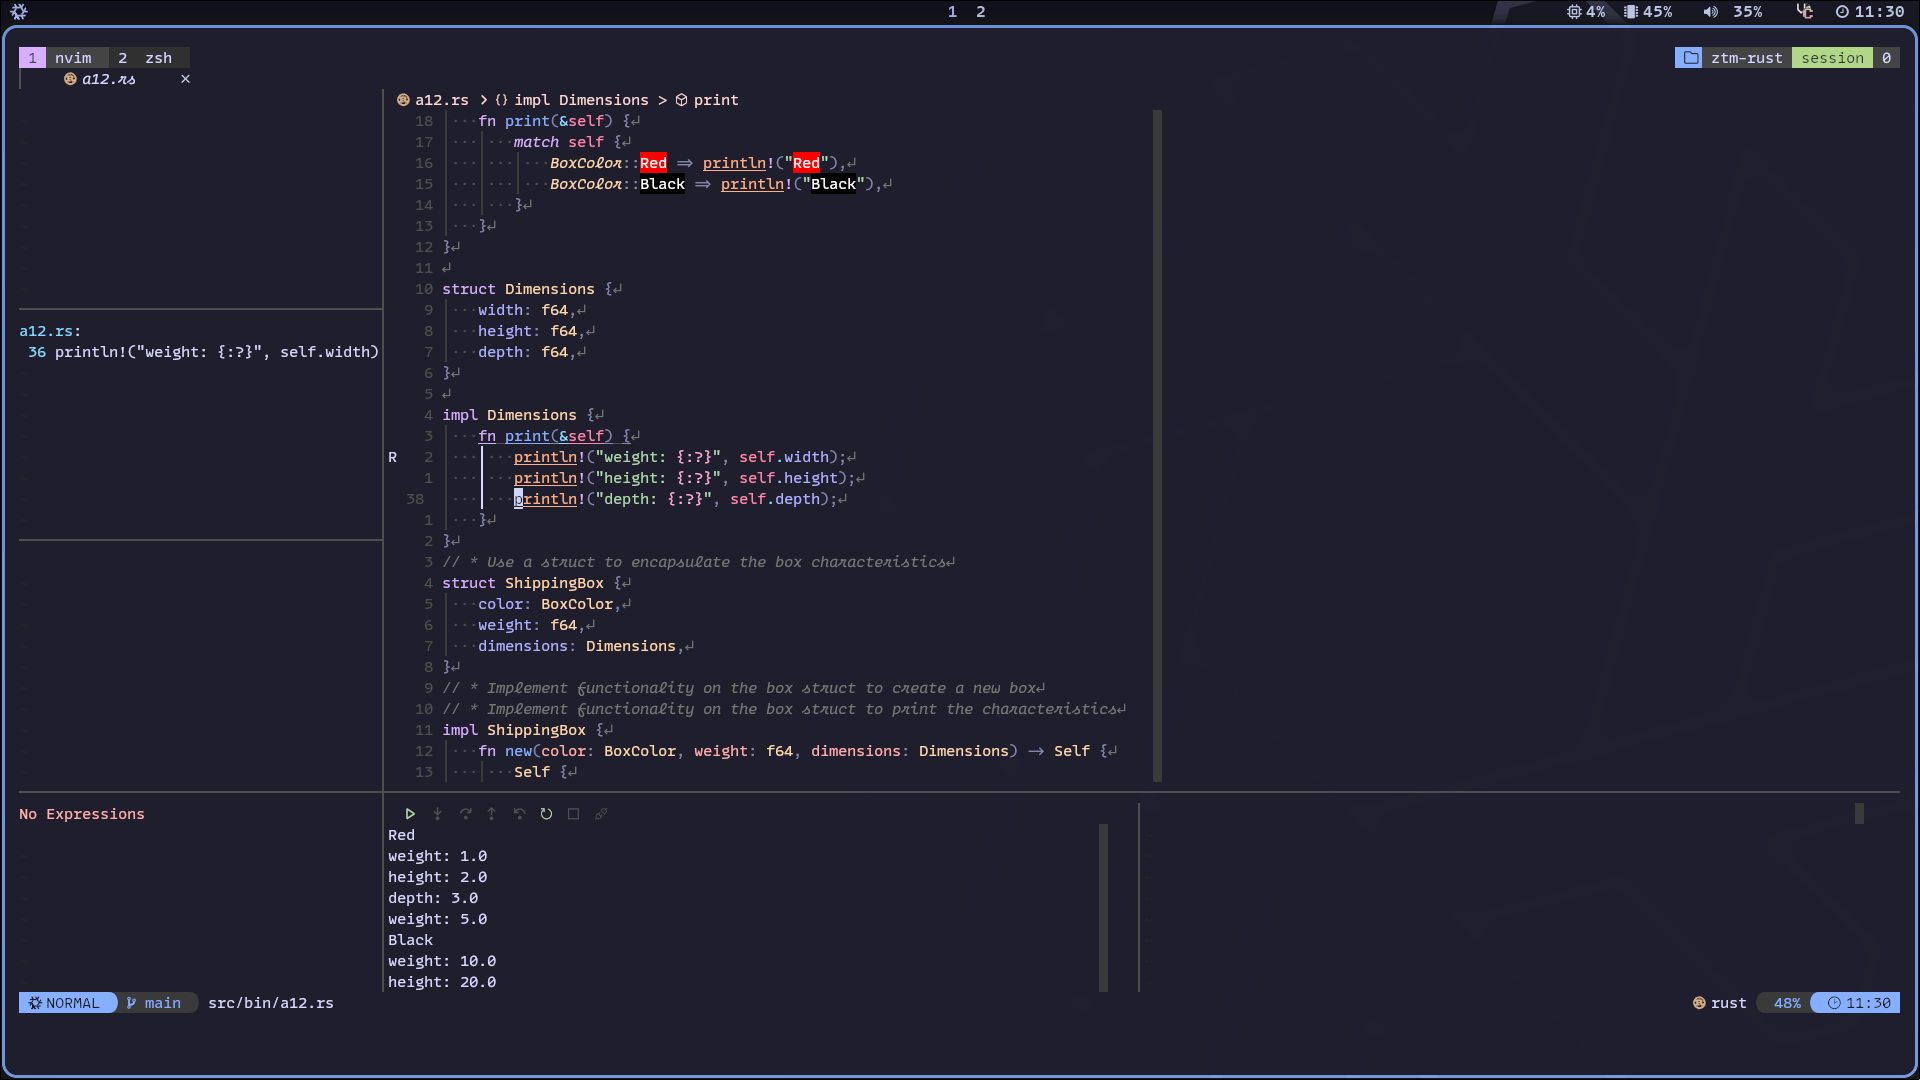 1 2
4% 45% 35% 11:30
1 nvim 2 zsh
ztm-rust session 0
a12.rs ×
a12.rs > {} impl Dimensions > print
18 ···fn print(&self) {↵
17 ··· ···match self {↵
16 ··· ··· ···BoxColor::Red => println!("Red"),↵
15 ··· ··· ···BoxColor::Black => println!("Black"),↵
14 ··· ···}↵
13 ···}↵
12 }↵
11 ↵
10 struct Dimensions {↵
9 ···width: f64,↵
8 ···height: f64,↵
7 ···depth: f64,↵
6 }↵
5 ↵
4 impl Dimensions {↵
3 ···fn print(&self) {↵
R 2 ··· ···println!("weight: {:?}", self.width);↵
1 ··· ···println!("height: {:?}", self.height);↵
38 ··· ···println!("depth: {:?}", self.depth);↵
1 ···}↵
2 }↵
3 // * Use a struct to encapsulate the box characteristics↵
4 struct ShippingBox {↵
5 ···color: BoxColor,↵
6 ···weight: f64,↵
7 ···dimensions: Dimensions,↵
8 }↵
9 // * Implement functionality on the box struct to create a new box↵
10 // * Implement functionality on the box struct to print the characteristics↵
11 impl ShippingBox {↵
12 ···fn new(color: BoxColor, weight: f64, dimensions: Dimensions) -> Self {↵
13 ··· ···Self {↵
a12.rs:
36 println!("weight: {:?}", self.width)
No Expressions
Red
weight: 1.0
height: 2.0
depth: 3.0
weight: 5.0
Black
weight: 10.0
height: 20.0
NORMAL main src/bin/a12.rs
rust 48% 11:30